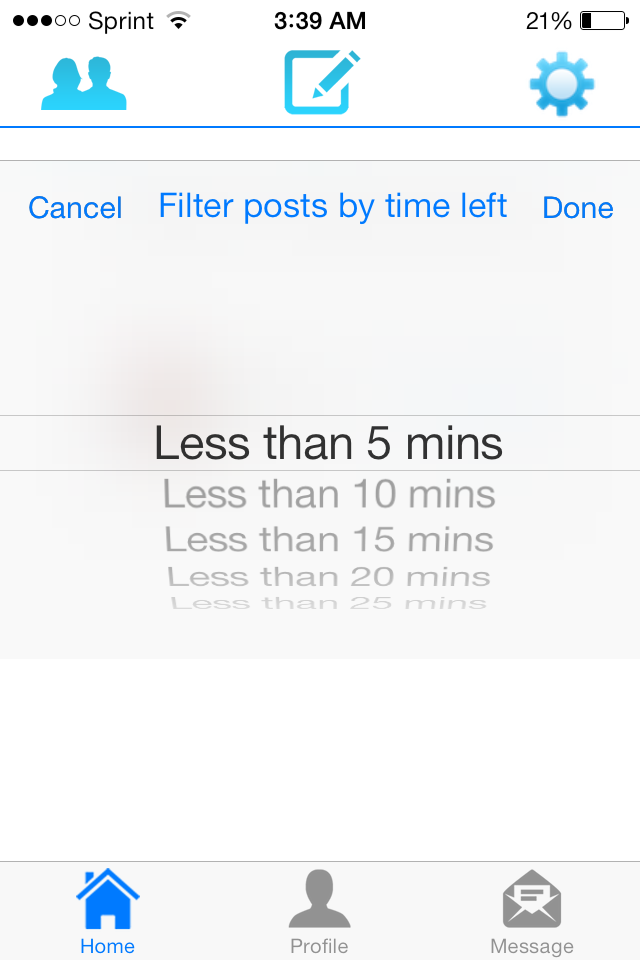 Sprint 3:39 AM 21%
Cancel Filter posts by time left Done
Less than 5 mins
Less than 10 mins
Less than 15 mins
Less than 20 mins
Less than 25 mins
Home Profile Message